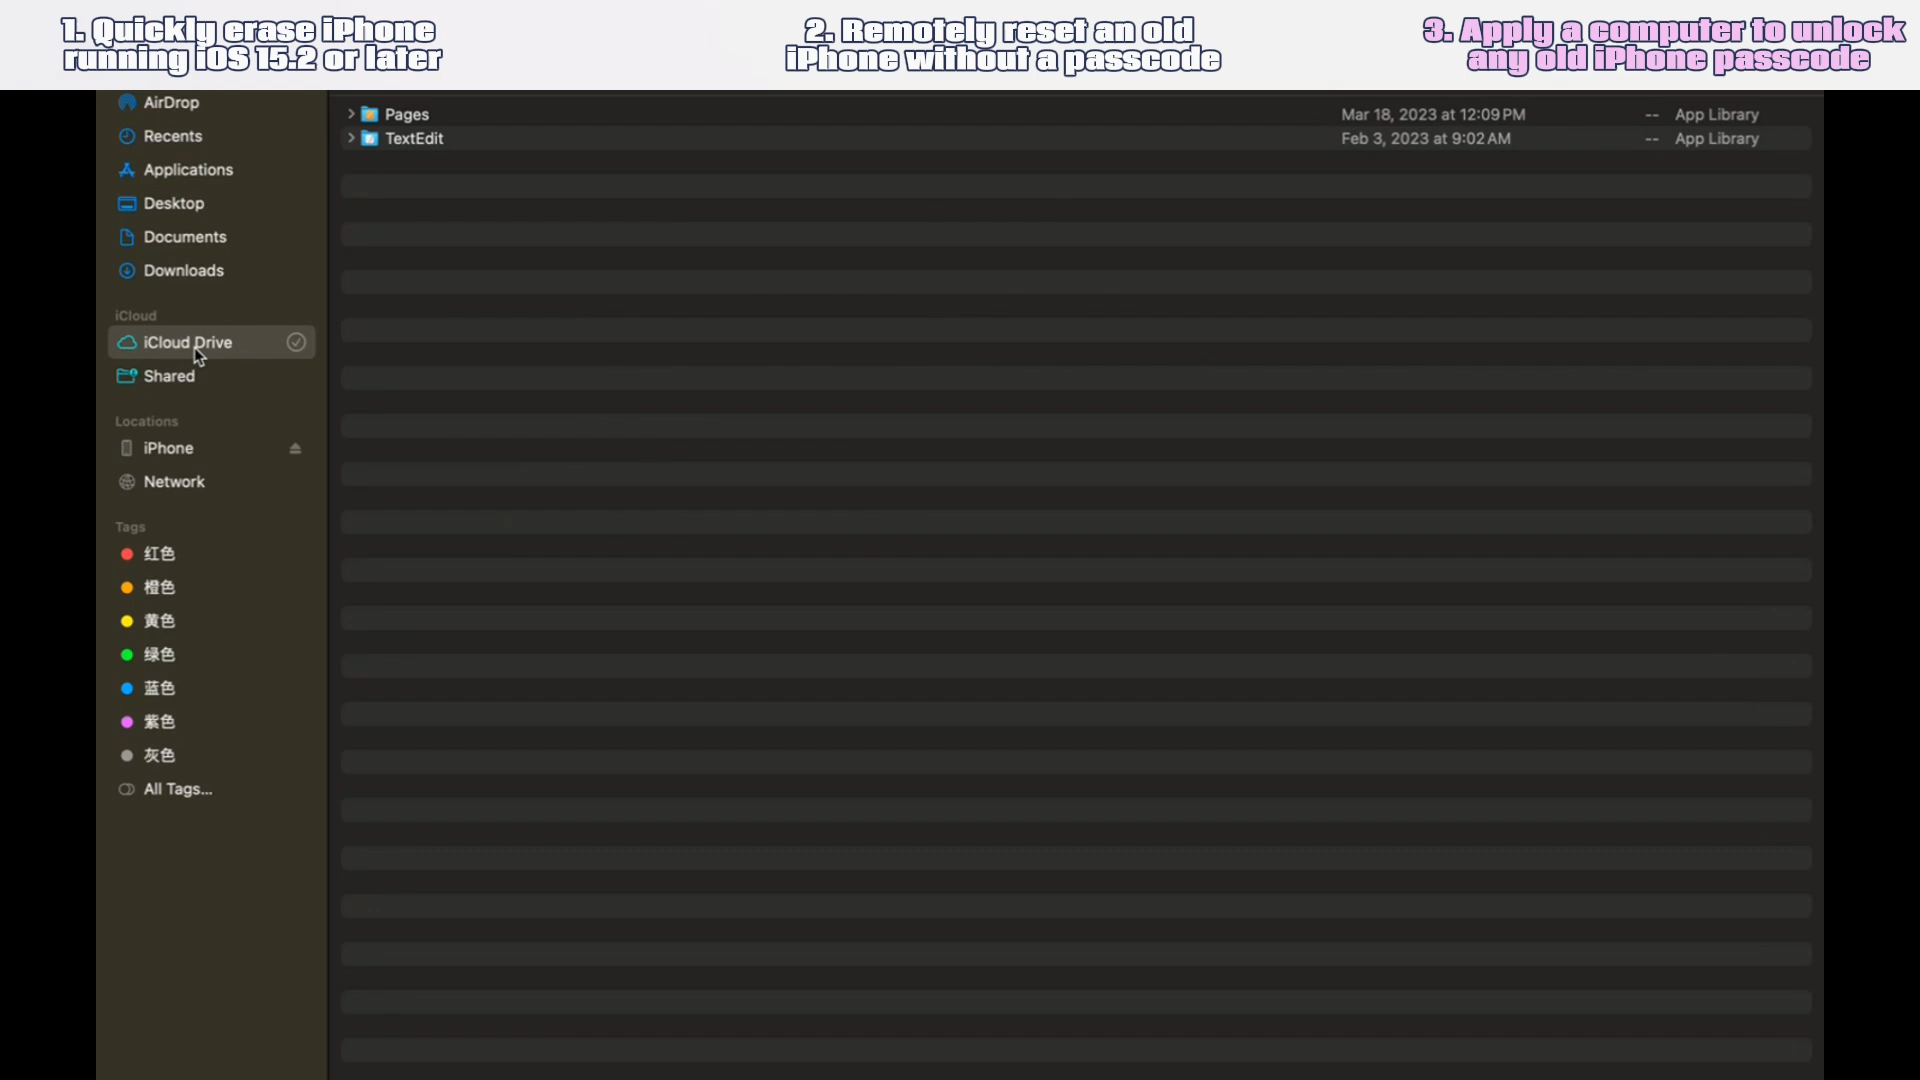 1. Quickly erase iPhone
running iOS 15.2 or later
2. Remotely reset an old
iPhone without a passcode
3. Apply a computer to unlock
any old iPhone passcode
AirDrop
Recents
Applications
Desktop
Documents
Downloads
iCloud
iCloud Drive
Shared
Locations
iPhone
Network
Tags
红色
橙色
黄色
绿色
蓝色
紫色
灰色
All Tags...
Pages Mar 18, 2023 at 12:09 PM -- App Library
TextEdit Feb 3, 2023 at 9:02 AM -- App Library